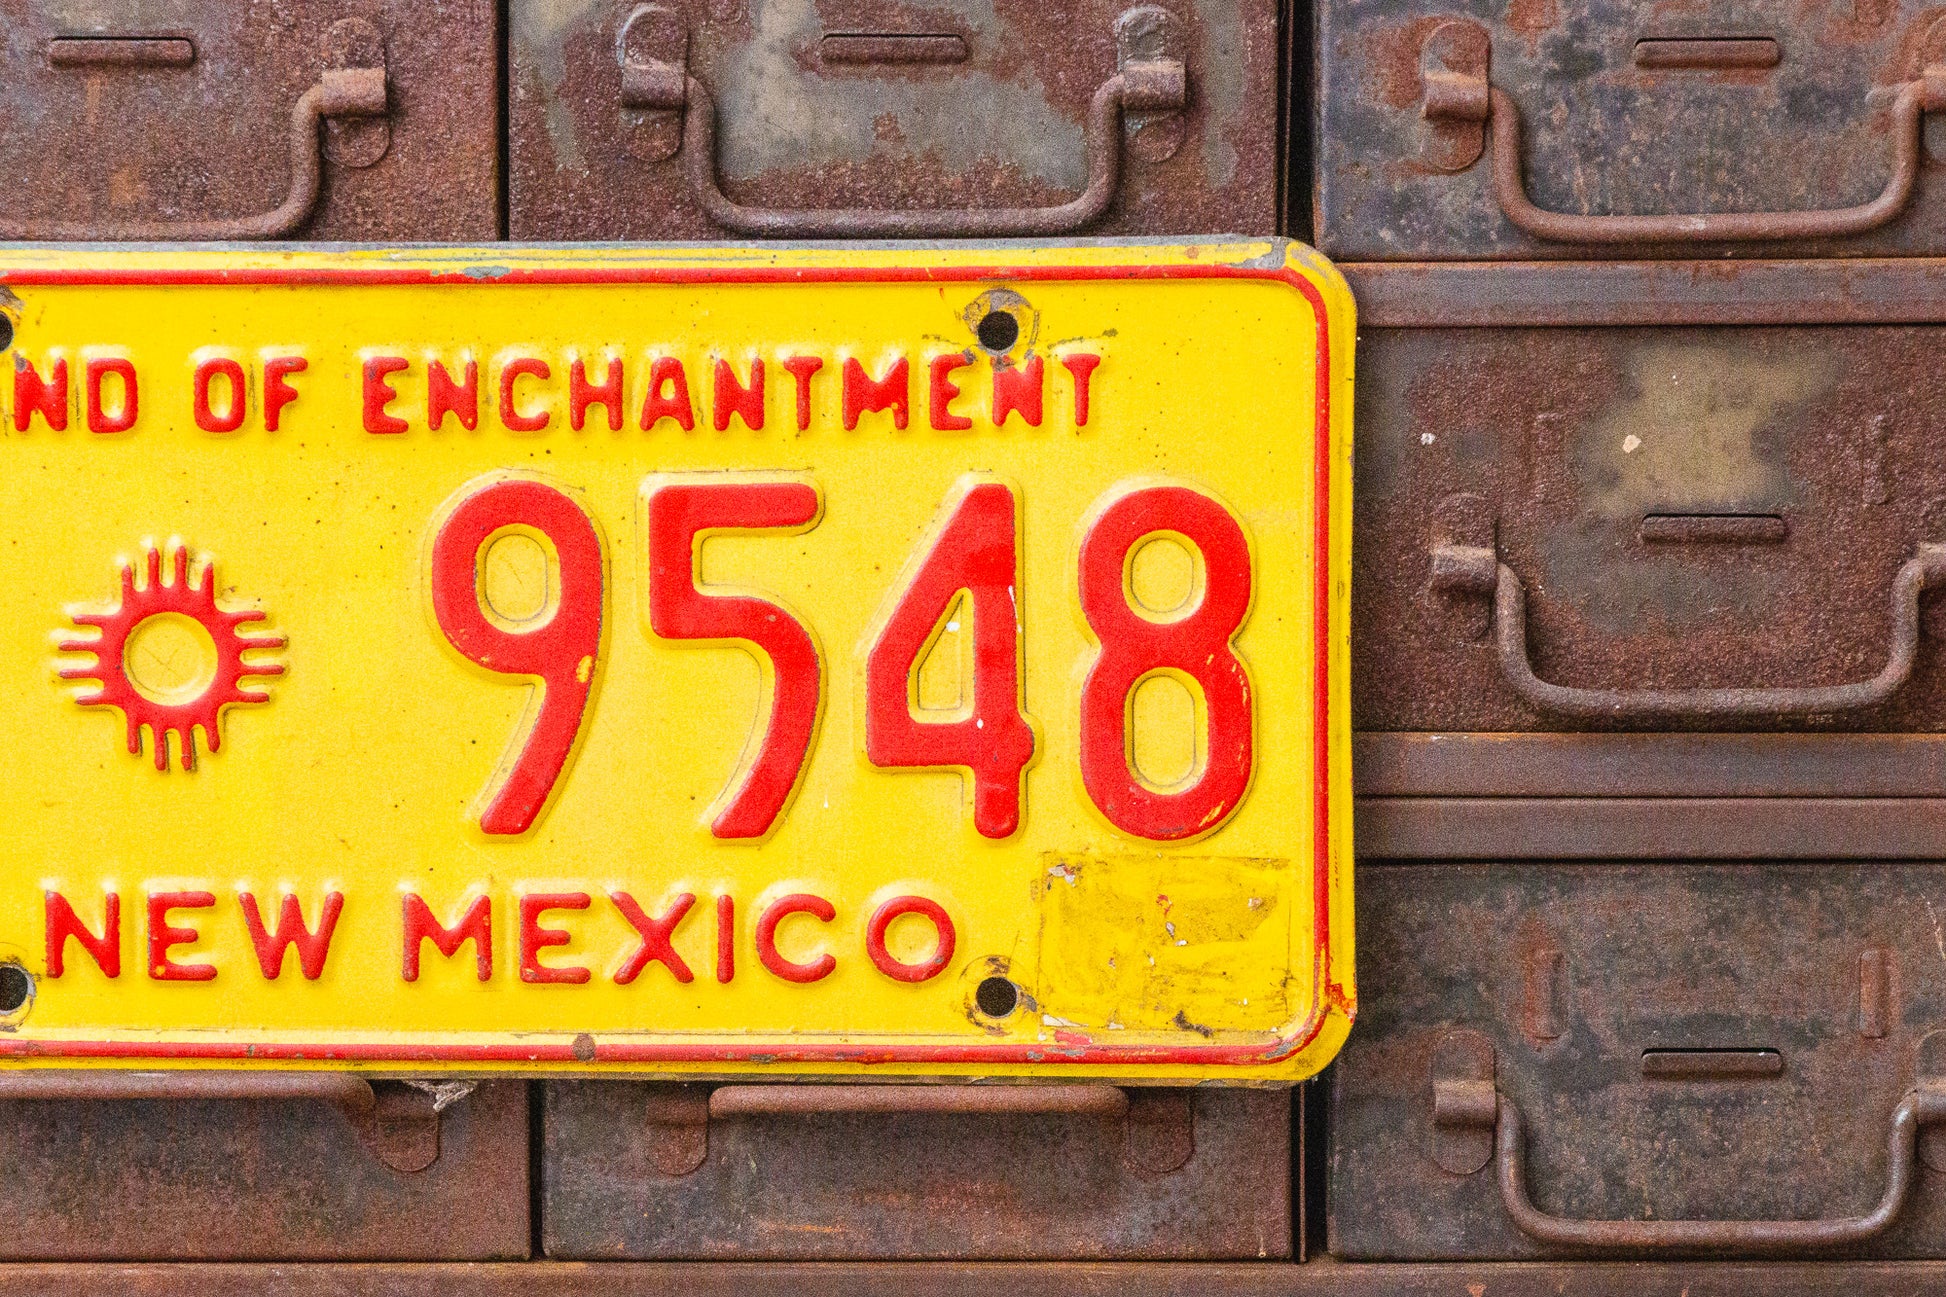 ND OF ENCHANTMENT
9548
NEW MEXICO